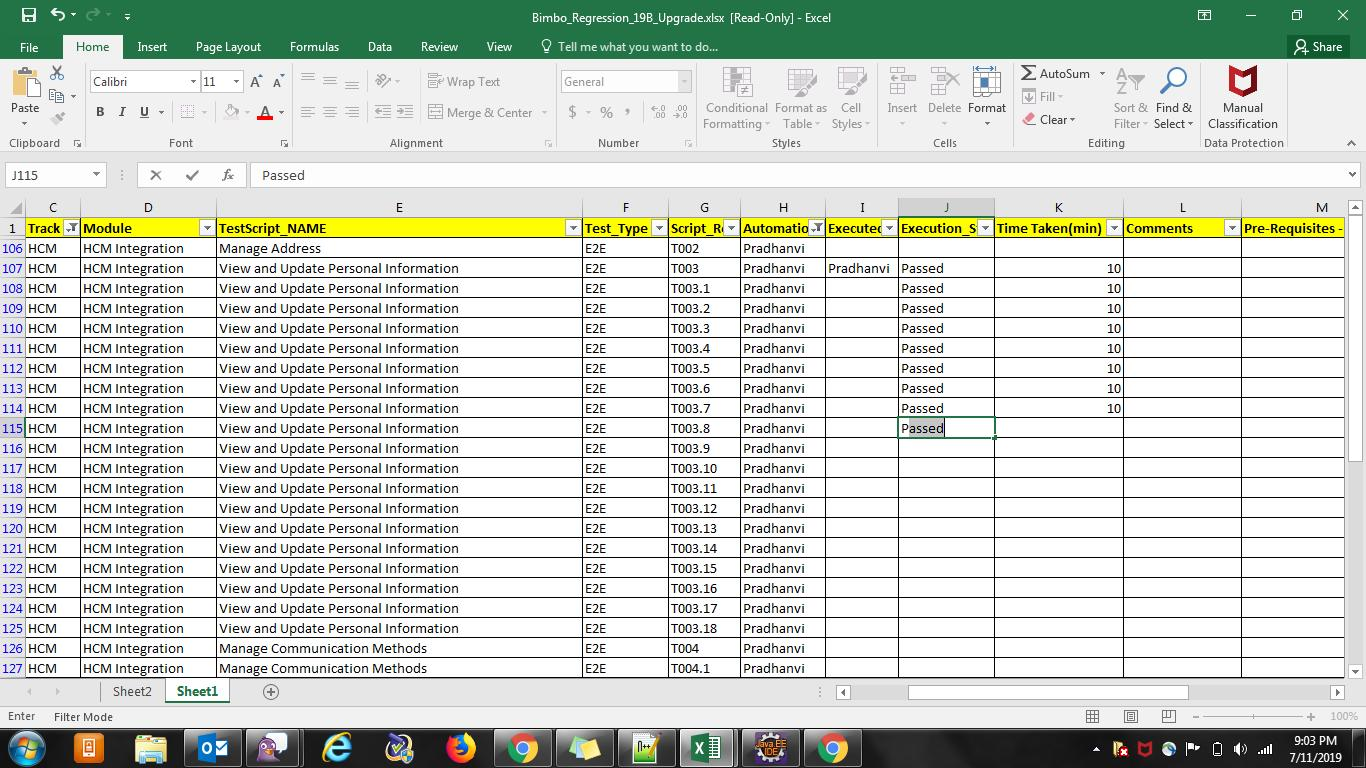 Bimbo_Regression_19B_Upgrade.xlsx [Read-Only] - Excel
File Home Insert Page Layout Formulas Data Review View Tell me what you want to do... Share
Paste
Clipboard
Calibri 11
B I U
Font
Wrap Text
Merge & Center
Alignment
General
$ % ,
Number
Conditional Formatting
Format as Table
Cell Styles
Styles
Insert Delete Format
Cells
AutoSum
Fill
Clear
Sort & Filter
Find & Select
Editing
Manual Classification
Data Protection
J115 fx Passed
C D E F G H I J K L M
1 Track Module TestScript_NAME Test_Type Script_R Automatio Executed Execution_S Time Taken(min) Comments Pre-Requisites -
106 HCM HCM Integration Manage Address E2E T002 Pradhanvi
107 HCM HCM Integration View and Update Personal Information E2E T003 Pradhanvi Pradhanvi Passed 10
108 HCM HCM Integration View and Update Personal Information E2E T003.1 Pradhanvi Passed 10
109 HCM HCM Integration View and Update Personal Information E2E T003.2 Pradhanvi Passed 10
110 HCM HCM Integration View and Update Personal Information E2E T003.3 Pradhanvi Passed 10
111 HCM HCM Integration View and Update Personal Information E2E T003.4 Pradhanvi Passed 10
112 HCM HCM Integration View and Update Personal Information E2E T003.5 Pradhanvi Passed 10
113 HCM HCM Integration View and Update Personal Information E2E T003.6 Pradhanvi Passed 10
114 HCM HCM Integration View and Update Personal Information E2E T003.7 Pradhanvi Passed 10
115 HCM HCM Integration View and Update Personal Information E2E T003.8 Pradhanvi Passed
116 HCM HCM Integration View and Update Personal Information E2E T003.9 Pradhanvi
117 HCM HCM Integration View and Update Personal Information E2E T003.10 Pradhanvi
118 HCM HCM Integration View and Update Personal Information E2E T003.11 Pradhanvi
119 HCM HCM Integration View and Update Personal Information E2E T003.12 Pradhanvi
120 HCM HCM Integration View and Update Personal Information E2E T003.13 Pradhanvi
121 HCM HCM Integration View and Update Personal Information E2E T003.14 Pradhanvi
122 HCM HCM Integration View and Update Personal Information E2E T003.15 Pradhanvi
123 HCM HCM Integration View and Update Personal Information E2E T003.16 Pradhanvi
124 HCM HCM Integration View and Update Personal Information E2E T003.17 Pradhanvi
125 HCM HCM Integration View and Update Personal Information E2E T003.18 Pradhanvi
126 HCM HCM Integration Manage Communication Methods E2E T004 Pradhanvi
127 HCM HCM Integration Manage Communication Methods E2E T004.1 Pradhanvi
Sheet2 Sheet1
Enter Filter Mode 100%
Java EE IDE
9:03 PM
7/11/2019